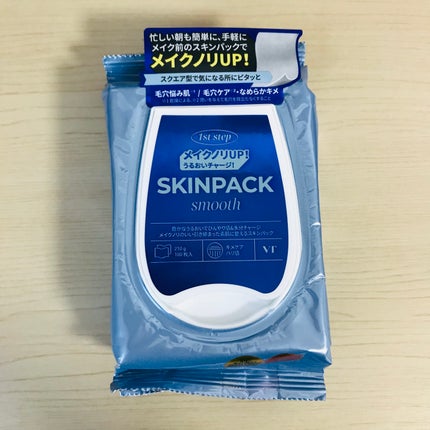 忙しい朝も簡単に、手軽に
メイク前のスキンパックで
メイクノリUP!
スクエア型で気になる所にピタッと
毛穴悩み肌 / 毛穴ケア なめらかキメ
1st step
メイクノリUP!
うるおいチャージ!
SKINPACK
smooth
キメケア
VT